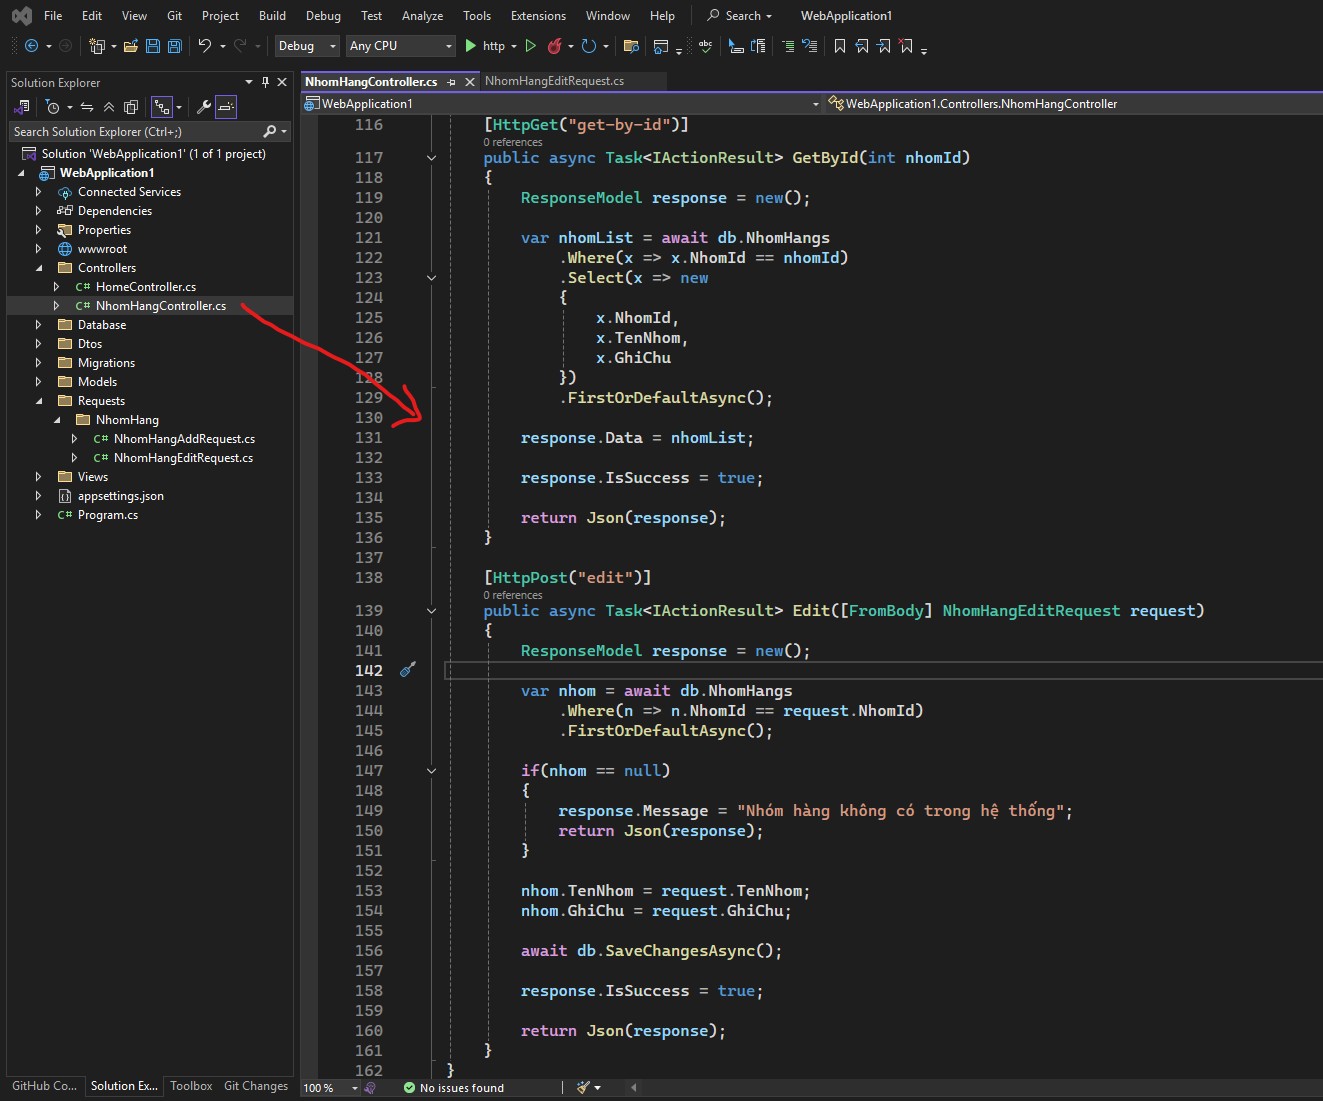 File Edit View Git Project Build Debug Test Analyze Tools Extensions Window Help Search WebApplication1
Debug Any CPU http
Solution Explorer
Search Solution Explorer (Ctrl+;)
Solution 'WebApplication1' (1 of 1 project)
WebApplication1
Connected Services
Dependencies
Properties
wwwroot
Controllers
C# HomeController.cs
C# NhomHangController.cs
Database
Dtos
Migrations
Models
Requests
NhomHang
C# NhomHangAddRequest.cs
C# NhomHangEditRequest.cs
Views
appsettings.json
C# Program.cs
GitHub Co... Solution Ex... Toolbox Git Changes
NhomHangController.cs NhomHangEditRequest.cs
WebApplication1 WebApplication1.Controllers.NhomHangController
116 [HttpGet("get-by-id")]
0 references
117 public async Task<IActionResult> GetById(int nhomId)
118 {
119 ResponseModel response = new();
120
121 var nhomList = await db.NhomHangs
122 .Where(x => x.NhomId == nhomId)
123 .Select(x => new
124 {
125 x.NhomId,
126 x.TenNhom,
127 x.GhiChu
128 })
129 .FirstOrDefaultAsync();
130
131 response.Data = nhomList;
132
133 response.IsSuccess = true;
134
135 return Json(response);
136 }
137
138 [HttpPost("edit")]
0 references
139 public async Task<IActionResult> Edit([FromBody] NhomHangEditRequest request)
140 {
141 ResponseModel response = new();
142
143 var nhom = await db.NhomHangs
144 .Where(n => n.NhomId == request.NhomId)
145 .FirstOrDefaultAsync();
146
147 if(nhom == null)
148 {
149 response.Message = "Nhóm hàng không có trong hệ thống";
150 return Json(response);
151 }
152
153 nhom.TenNhom = request.TenNhom;
154 nhom.GhiChu = request.GhiChu;
155
156 await db.SaveChangesAsync();
157
158 response.IsSuccess = true;
159
160 return Json(response);
161 }
162 }
100 % No issues found